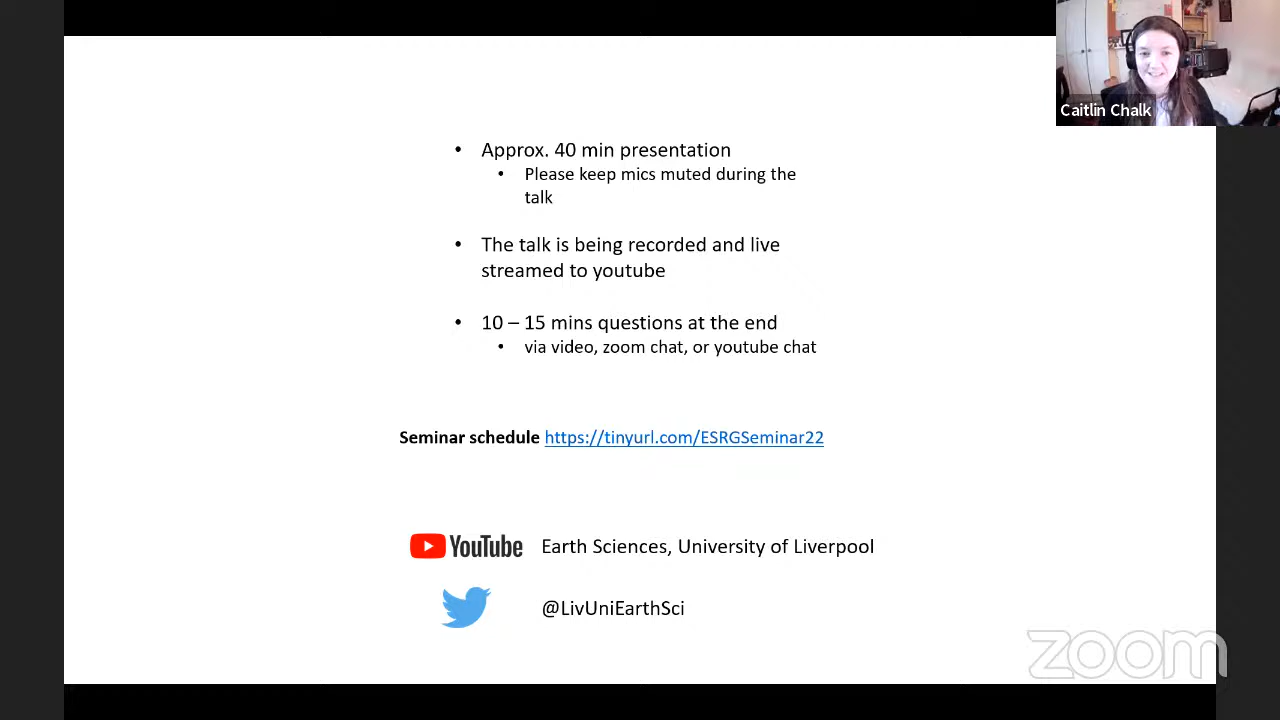 Caitlin Chalk
• Approx. 40 min presentation
• Please keep mics muted during the
talk
• The talk is being recorded and live
streamed to youtube
• 10 – 15 mins questions at the end
• via video, zoom chat, or youtube chat
Seminar schedule https://tinyurl.com/ESRGSeminar22
YouTube Earth Sciences, University of Liverpool
@LivUniEarthSci
zoom